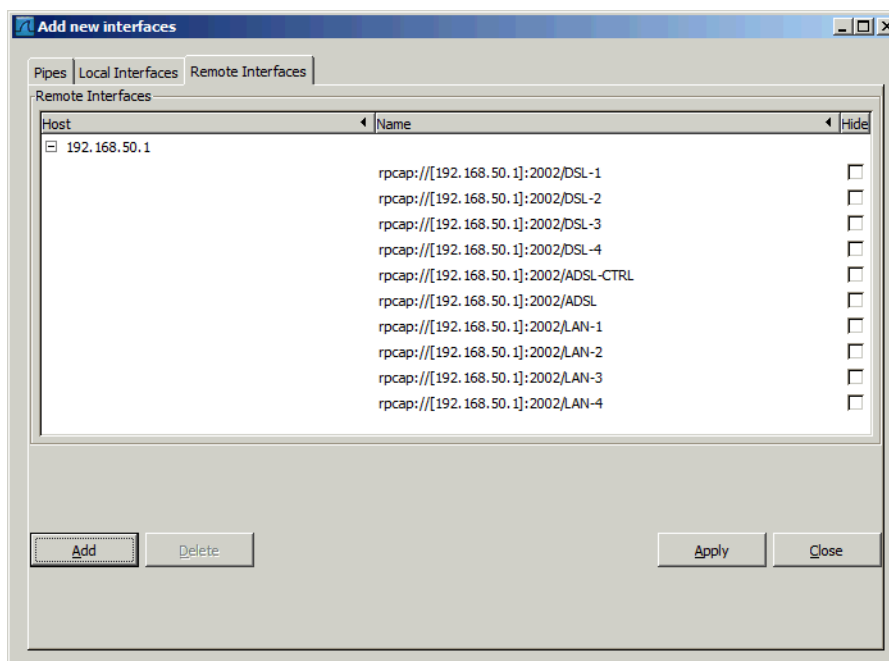 Add new interfaces
Pipes Local Interfaces Remote Interfaces
Remote Interfaces
Host Name Hide
192.168.50.1
rpcap://[192.168.50.1]:2002/DSL-1
rpcap://[192.168.50.1]:2002/DSL-2
rpcap://[192.168.50.1]:2002/DSL-3
rpcap://[192.168.50.1]:2002/DSL-4
rpcap://[192.168.50.1]:2002/ADSL-CTRL
rpcap://[192.168.50.1]:2002/ADSL
rpcap://[192.168.50.1]:2002/LAN-1
rpcap://[192.168.50.1]:2002/LAN-2
rpcap://[192.168.50.1]:2002/LAN-3
rpcap://[192.168.50.1]:2002/LAN-4
Add Delete Apply Close